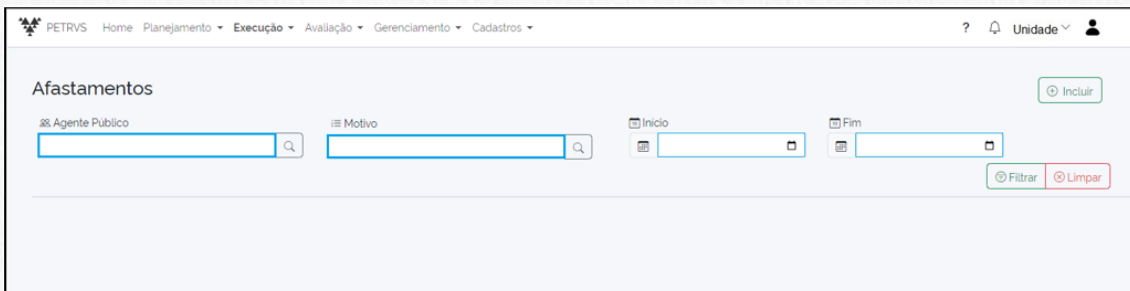 PETRVS Home Planejamento Execução Avaliação Gerenciamento Cadastros ? Unidade
Afastamentos
Incluir
Agente Público Motivo Inicio Fim
Filtrar Limpar